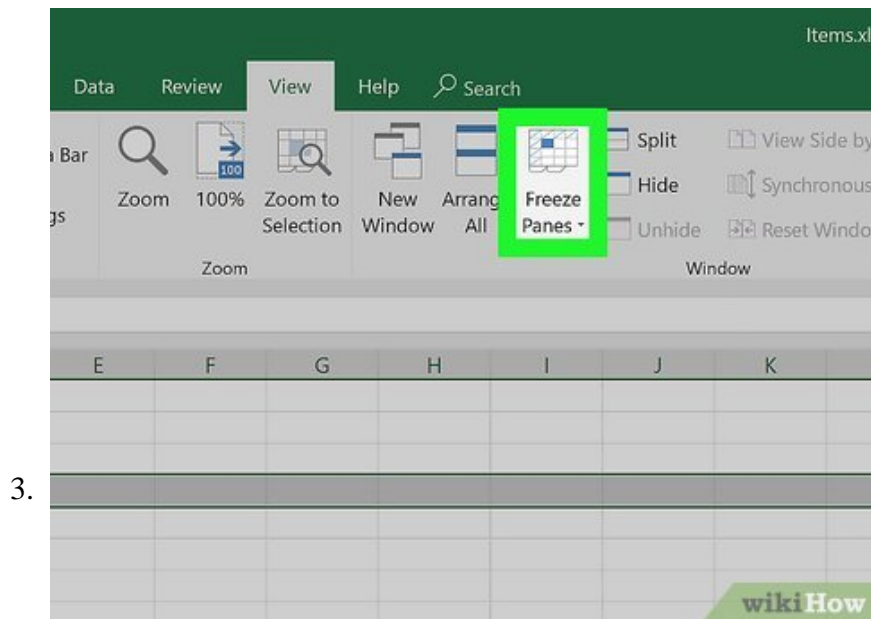 Items.xl
Data Review View Help Search
Bar
gs
Zoom
100
100%
Zoom to
Selection
New
Window
Arrang
All
Freeze
Panes
Split
Hide
Unhide
View Side by
Synchronous
Reset Windo
Zoom
Window
E F G H I J K
3.
wikiHow